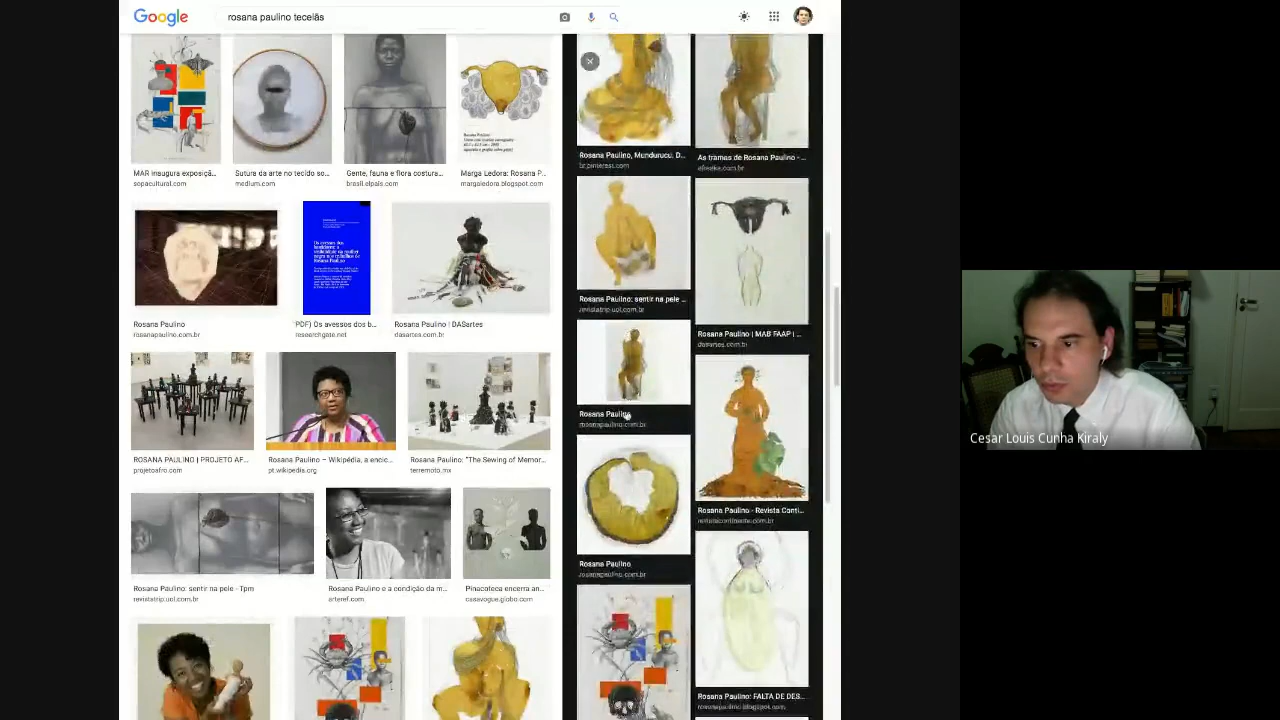 Google
rosana paulino tecelãs
MAR inaugura exposiçã...
sopacultural.com
Sutura da arte no tecido so...
medium.com
Gente, fauna e flora costura...
brasil.elpais.com
Marga Ledora: Rosana P...
margaledora.blogspot.com
Rosana Paulino
rosanapaulino.com.br
(PDF) Os avessos dos b...
researchgate.net
Rosana Paulino | DASartes
dasartes.com.br
ROSANA PAULINO | PROJETO AF...
projetoafro.com
Rosana Paulino – Wikipédia, a encic...
pt.wikipedia.org
Rosana Paulino: "The Sewing of Memor...
terremoto.mx
Rosana Paulino: sentir na pele - Tpm
revistatrip.uol.com.br
Rosana Paulino e a condição da m...
arteref.com
Pinacoteca encerra an...
casavogue.globo.com
Rosana Paulino, Mundurucu, D...
br.pinterest.com
As tramas de Rosana Paulino - ...
Rosana Paulino: sentir na pele ...
revistatrip.uol.com.br
Rosana Paulino | MAB FAAP | ...
dasartes.com.br
Rosana Paulino
rosanapaulino.com.br
Rosana Paulino - Revista Conti...
revistacontinente.com.br
Rosana Paulino
rosanapaulino.com.br
Rosana Paulino: FALTA DE DES...
Cesar Louis Cunha Kiraly